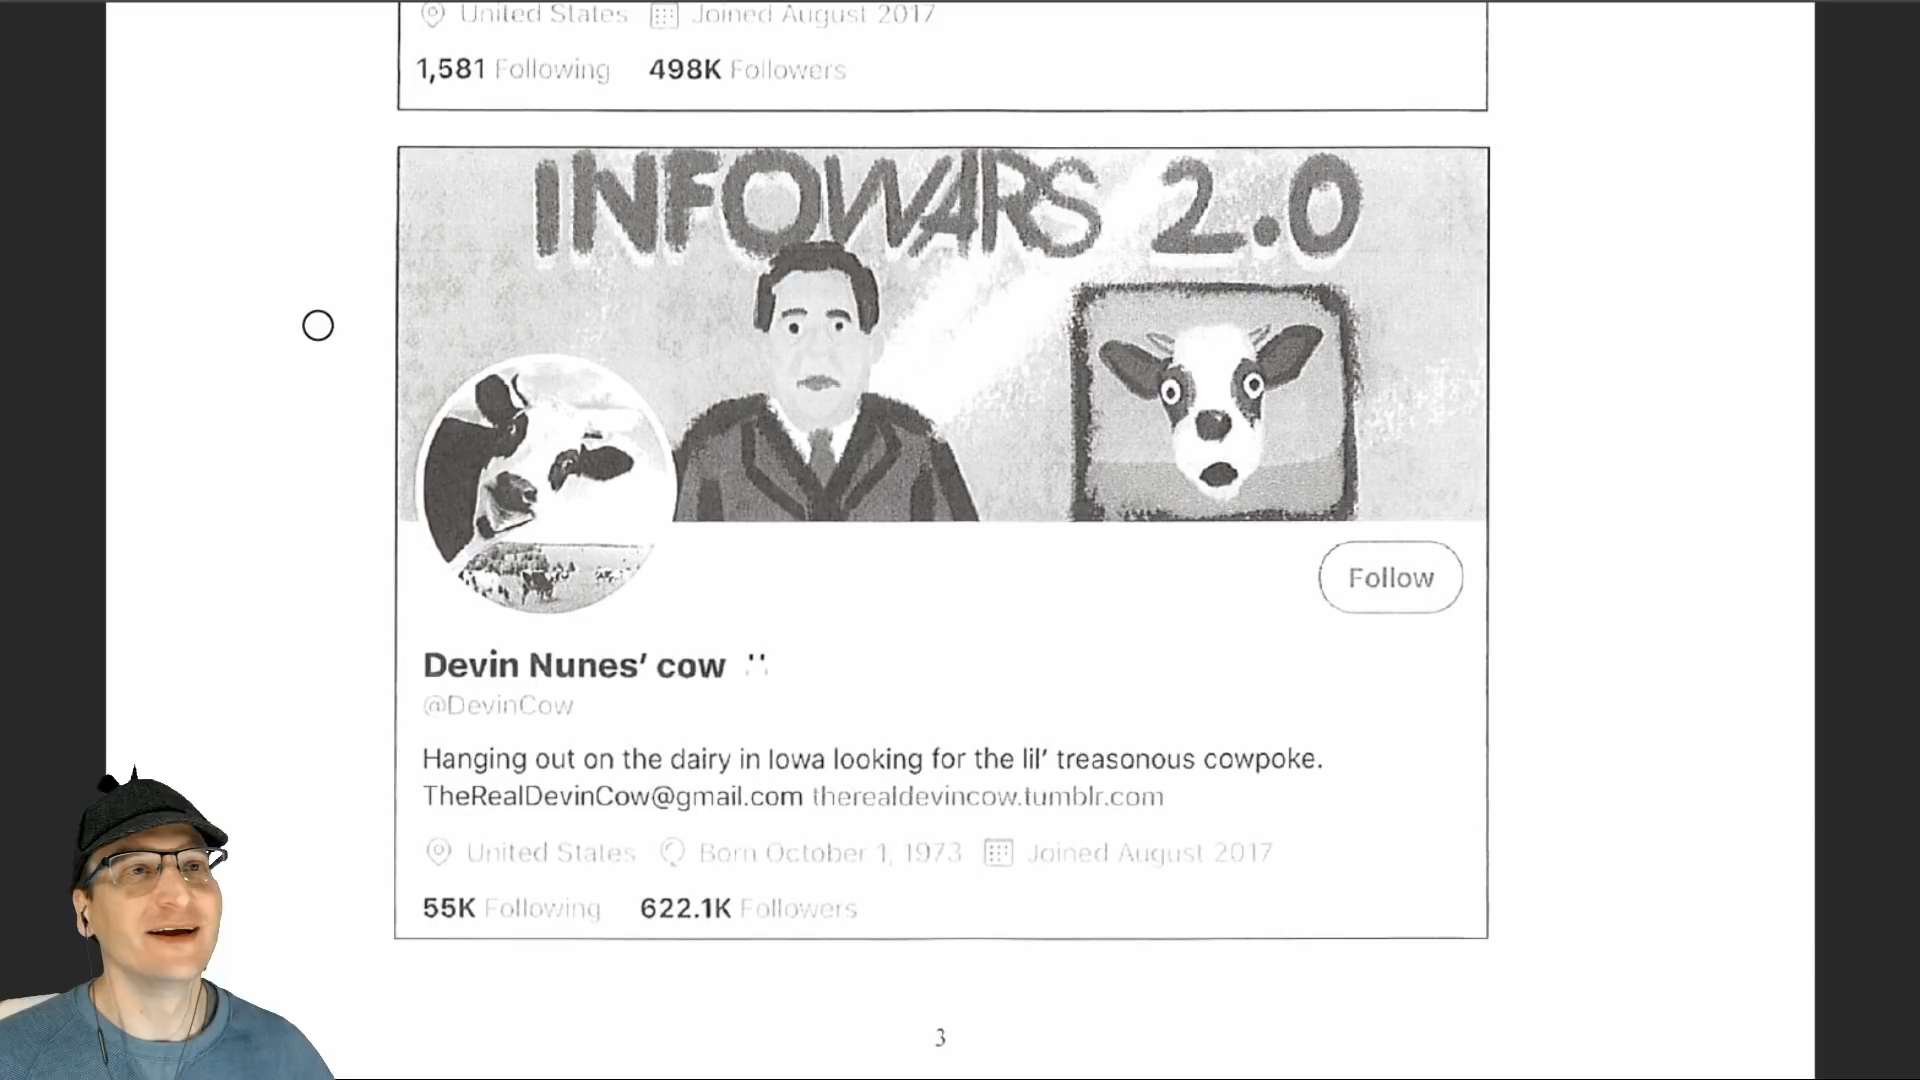 United States Joined August 2017
1,581 Following 498K Followers
INFOWARS 2.0
Follow
Devin Nunes' cow
@DevinCow
Hanging out on the dairy in Iowa looking for the lil' treasonous cowpoke.
TheRealDevinCow@gmail.com therealdevincow.tumblr.com
United States Born October 1, 1973 Joined August 2017
55K Following 622.1K Followers
3